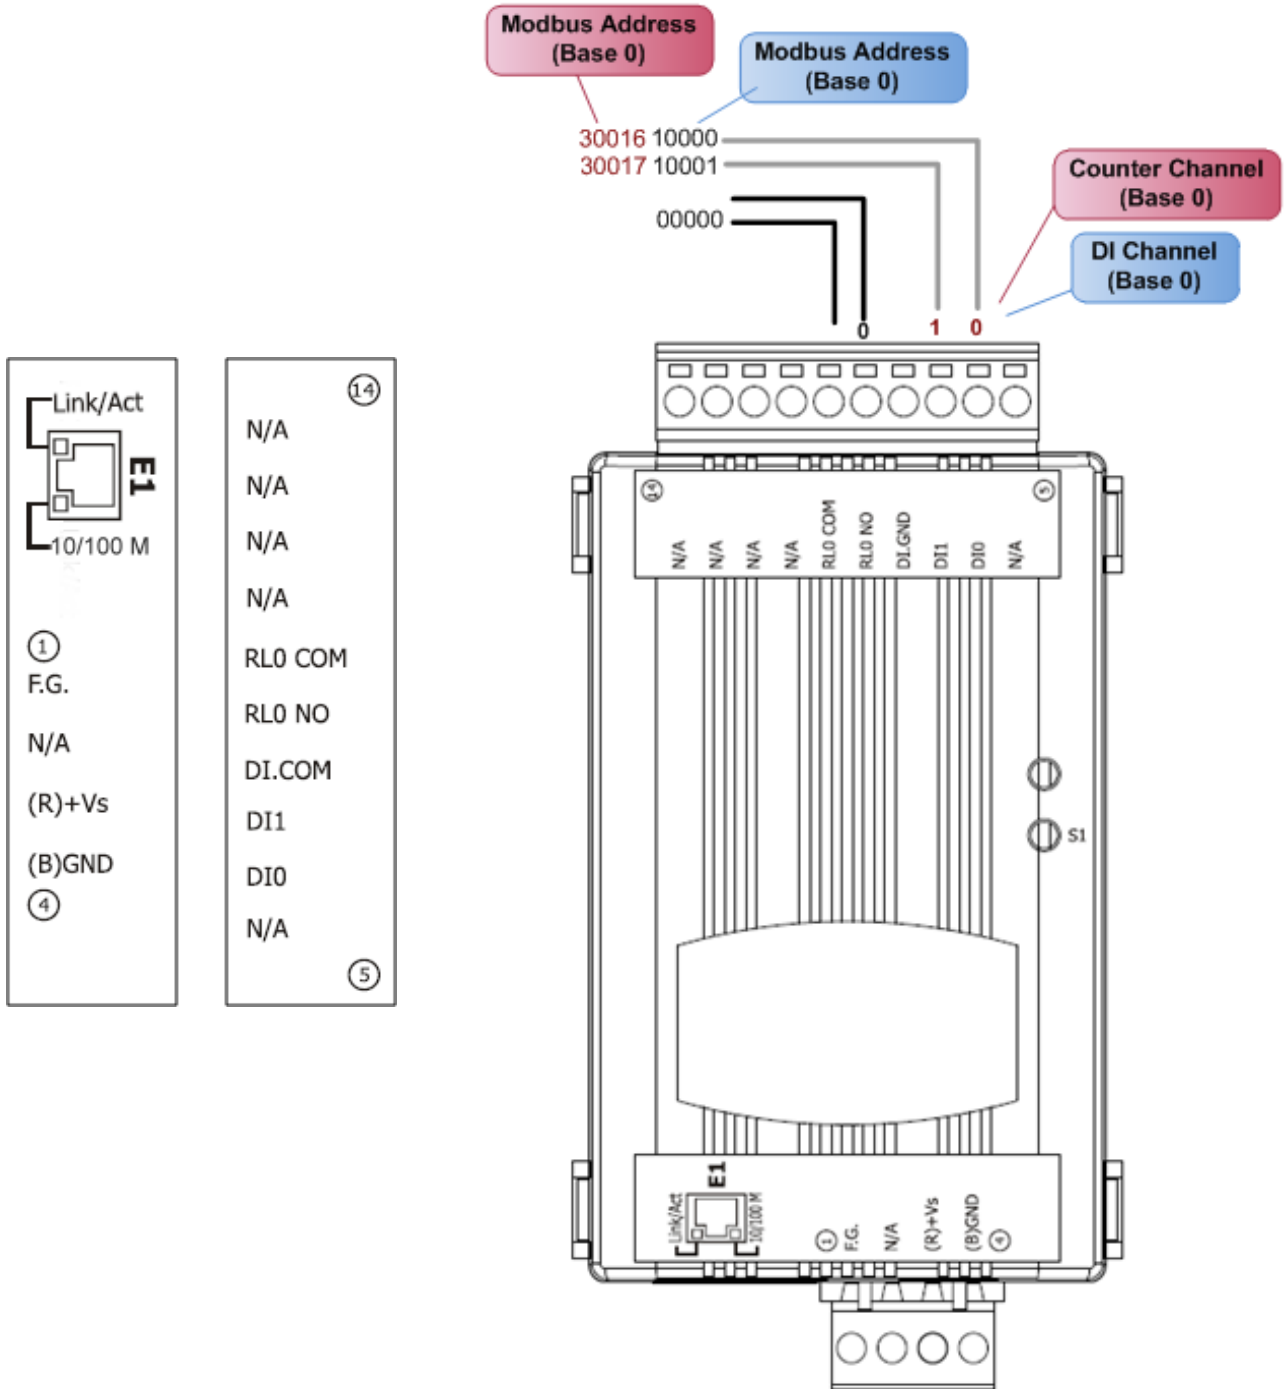 Modbus Address
(Base 0)
Modbus Address
(Base 0)
30016 10000
30017 10001
00000
Counter Channel
(Base 0)
DI Channel
(Base 0)
0
1
0
Link/Act
E1
10/100 M
1
F.G.
N/A
(R)+Vs
(B)GND
4
14
N/A
N/A
N/A
N/A
RL0 COM
RL0 NO
DI.COM
DI1
DI0
N/A
5
14
5
N/A
N/A
N/A
N/A
RL0 COM
RL0 NO
DI.GND
DI1
DI0
N/A
S1
Link/Act
E1
10/100 M
1
F.G.
N/A
(R)+Vs
(B)GND
4